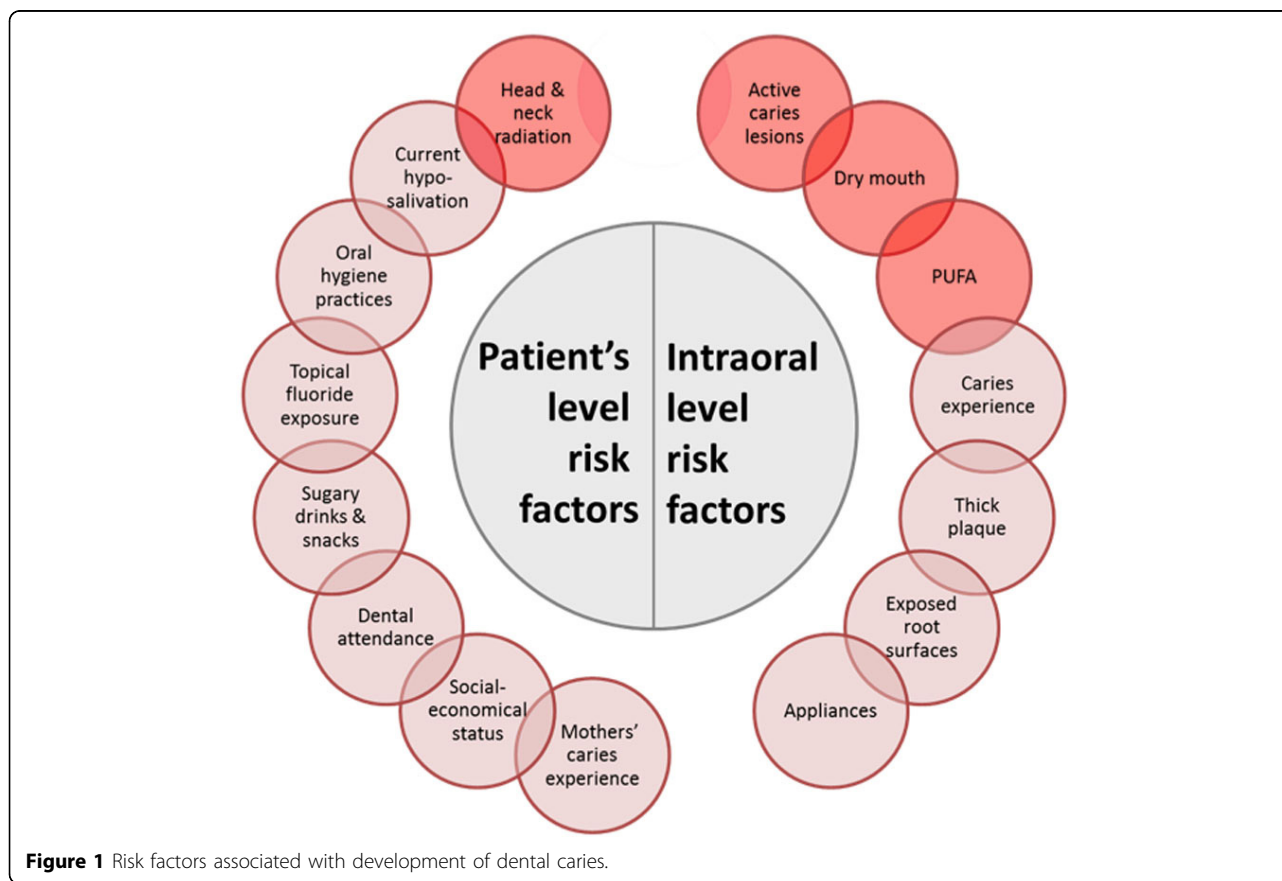 Head &
neck
radiation
Current
hypo-
salivation
Oral
hygiene
practices
Topical
fluoride
exposure
Sugary
drinks &
snacks
Dental
attendance
Social-
economical
status
Mothers'
caries
experience
Patient's
level
risk
factors
Intraoral
level
risk
factors
Active
caries
lesions
Dry mouth
PUFA
Caries
experience
Thick
plaque
Exposed
root
surfaces
Appliances
Figure 1 Risk factors associated with development of dental caries.